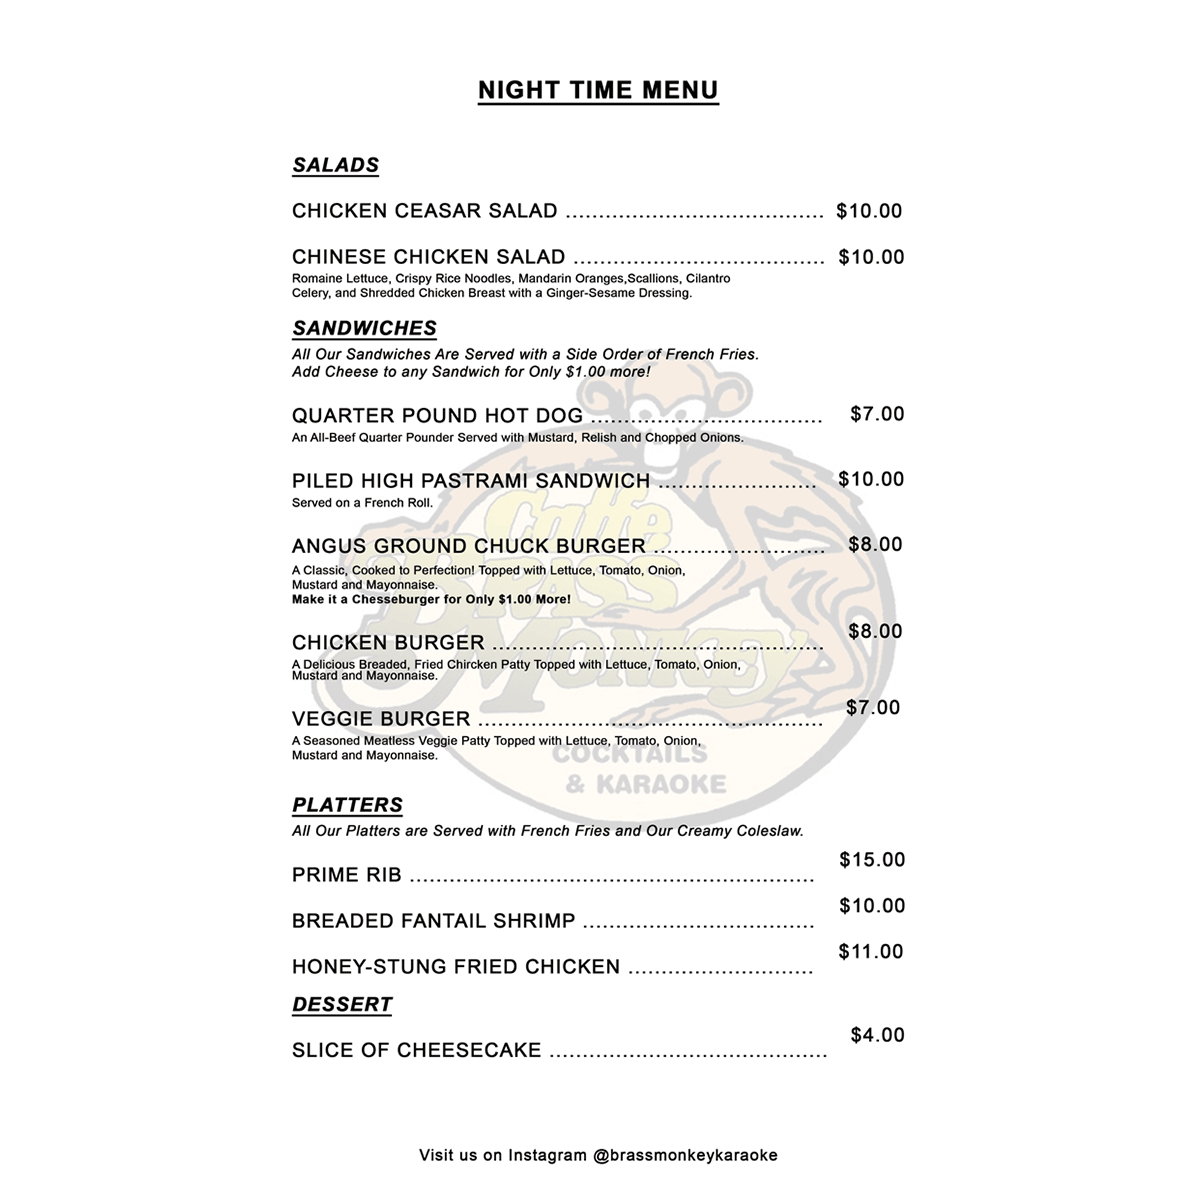 NIGHT TIME MENU
SALADS
CHICKEN CEASAR SALAD ....................................... $10.00
CHINESE CHICKEN SALAD ...................................... $10.00
Romaine Lettuce, Crispy Rice Noodles, Mandarin Oranges,Scallions, Cilantro
Celery, and Shredded Chicken Breast with a Ginger-Sesame Dressing.
SANDWICHES
All Our Sandwiches Are Served with a Side Order of French Fries.
Add Cheese to any Sandwich for Only $1.00 more!
QUARTER POUND HOT DOG ................................... $7.00
An All-Beef Quarter Pounder Served with Mustard, Relish and Chopped Onions.
PILED HIGH PASTRAMI SANDWICH ........................ $10.00
Served on a French Roll.
ANGUS GROUND CHUCK BURGER .......................... $8.00
A Classic, Cooked to Perfection! Topped with Lettuce, Tomato, Onion,
Mustard and Mayonnaise.
Make it a Chesseburger for Only $1.00 More!
CHICKEN BURGER .................................................. $8.00
A Delicious Breaded, Fried Chircken Patty Topped with Lettuce, Tomato, Onion,
Mustard and Mayonnaise.
VEGGIE BURGER .................................................... $7.00
A Seasoned Meatless Veggie Patty Topped with Lettuce, Tomato, Onion,
Mustard and Mayonnaise.
Caffe
BRASS
MONKEY
COCKTAILS
& KARAOKE
PLATTERS
All Our Platters are Served with French Fries and Our Creamy Coleslaw.
PRIME RIB ............................................................. $15.00
BREADED FANTAIL SHRIMP ................................... $10.00
HONEY-STUNG FRIED CHICKEN ............................ $11.00
DESSERT
SLICE OF CHEESECAKE .......................................... $4.00
Visit us on Instagram @brassmonkeykaraoke